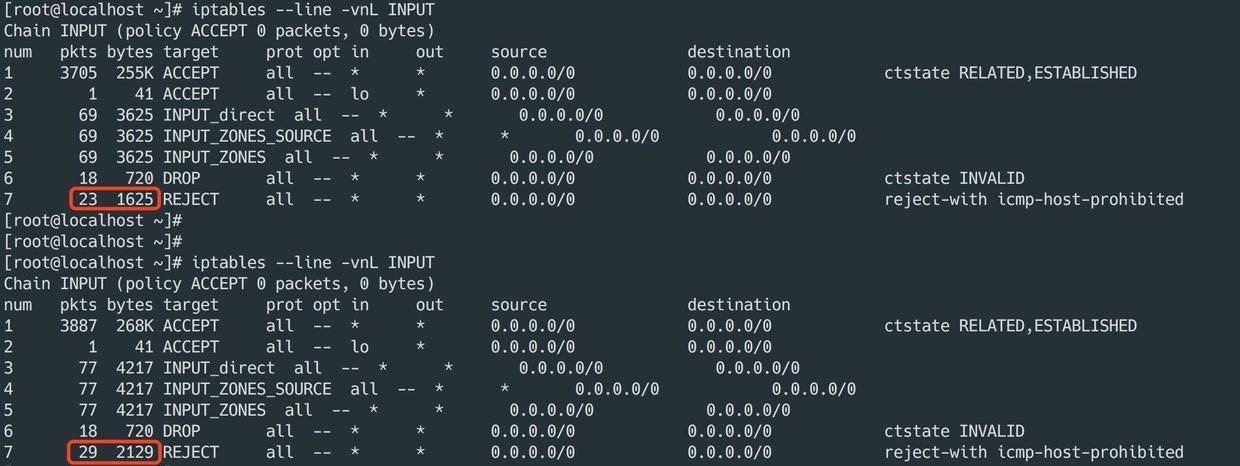 [root@localhost ~]# iptables --line -vnL INPUT
Chain INPUT (policy ACCEPT 0 packets, 0 bytes)
num   pkts bytes target     prot opt in     out     source               destination
1     3705  255K ACCEPT     all  --  *      *       0.0.0.0/0            0.0.0.0/0            ctstate RELATED,ESTABLISHED
2        1    41 ACCEPT     all  --  lo     *       0.0.0.0/0            0.0.0.0/0
3       69  3625 INPUT_direct  all  --  *      *       0.0.0.0/0            0.0.0.0/0
4       69  3625 INPUT_ZONES_SOURCE  all  --  *      *       0.0.0.0/0            0.0.0.0/0
5       69  3625 INPUT_ZONES  all  --  *      *       0.0.0.0/0            0.0.0.0/0
6       18   720 DROP       all  --  *      *       0.0.0.0/0            0.0.0.0/0            ctstate INVALID
7       23  1625 REJECT     all  --  *      *       0.0.0.0/0            0.0.0.0/0            reject-with icmp-host-prohibited
[root@localhost ~]#
[root@localhost ~]#
[root@localhost ~]# iptables --line -vnL INPUT
Chain INPUT (policy ACCEPT 0 packets, 0 bytes)
num   pkts bytes target     prot opt in     out     source               destination
1     3887  268K ACCEPT     all  --  *      *       0.0.0.0/0            0.0.0.0/0            ctstate RELATED,ESTABLISHED
2        1    41 ACCEPT     all  --  lo     *       0.0.0.0/0            0.0.0.0/0
3       77  4217 INPUT_direct  all  --  *      *       0.0.0.0/0            0.0.0.0/0
4       77  4217 INPUT_ZONES_SOURCE  all  --  *      *       0.0.0.0/0            0.0.0.0/0
5       77  4217 INPUT_ZONES  all  --  *      *       0.0.0.0/0            0.0.0.0/0
6       18   720 DROP       all  --  *      *       0.0.0.0/0            0.0.0.0/0            ctstate INVALID
7       29  2129 REJECT     all  --  *      *       0.0.0.0/0            0.0.0.0/0            reject-with icmp-host-prohibited